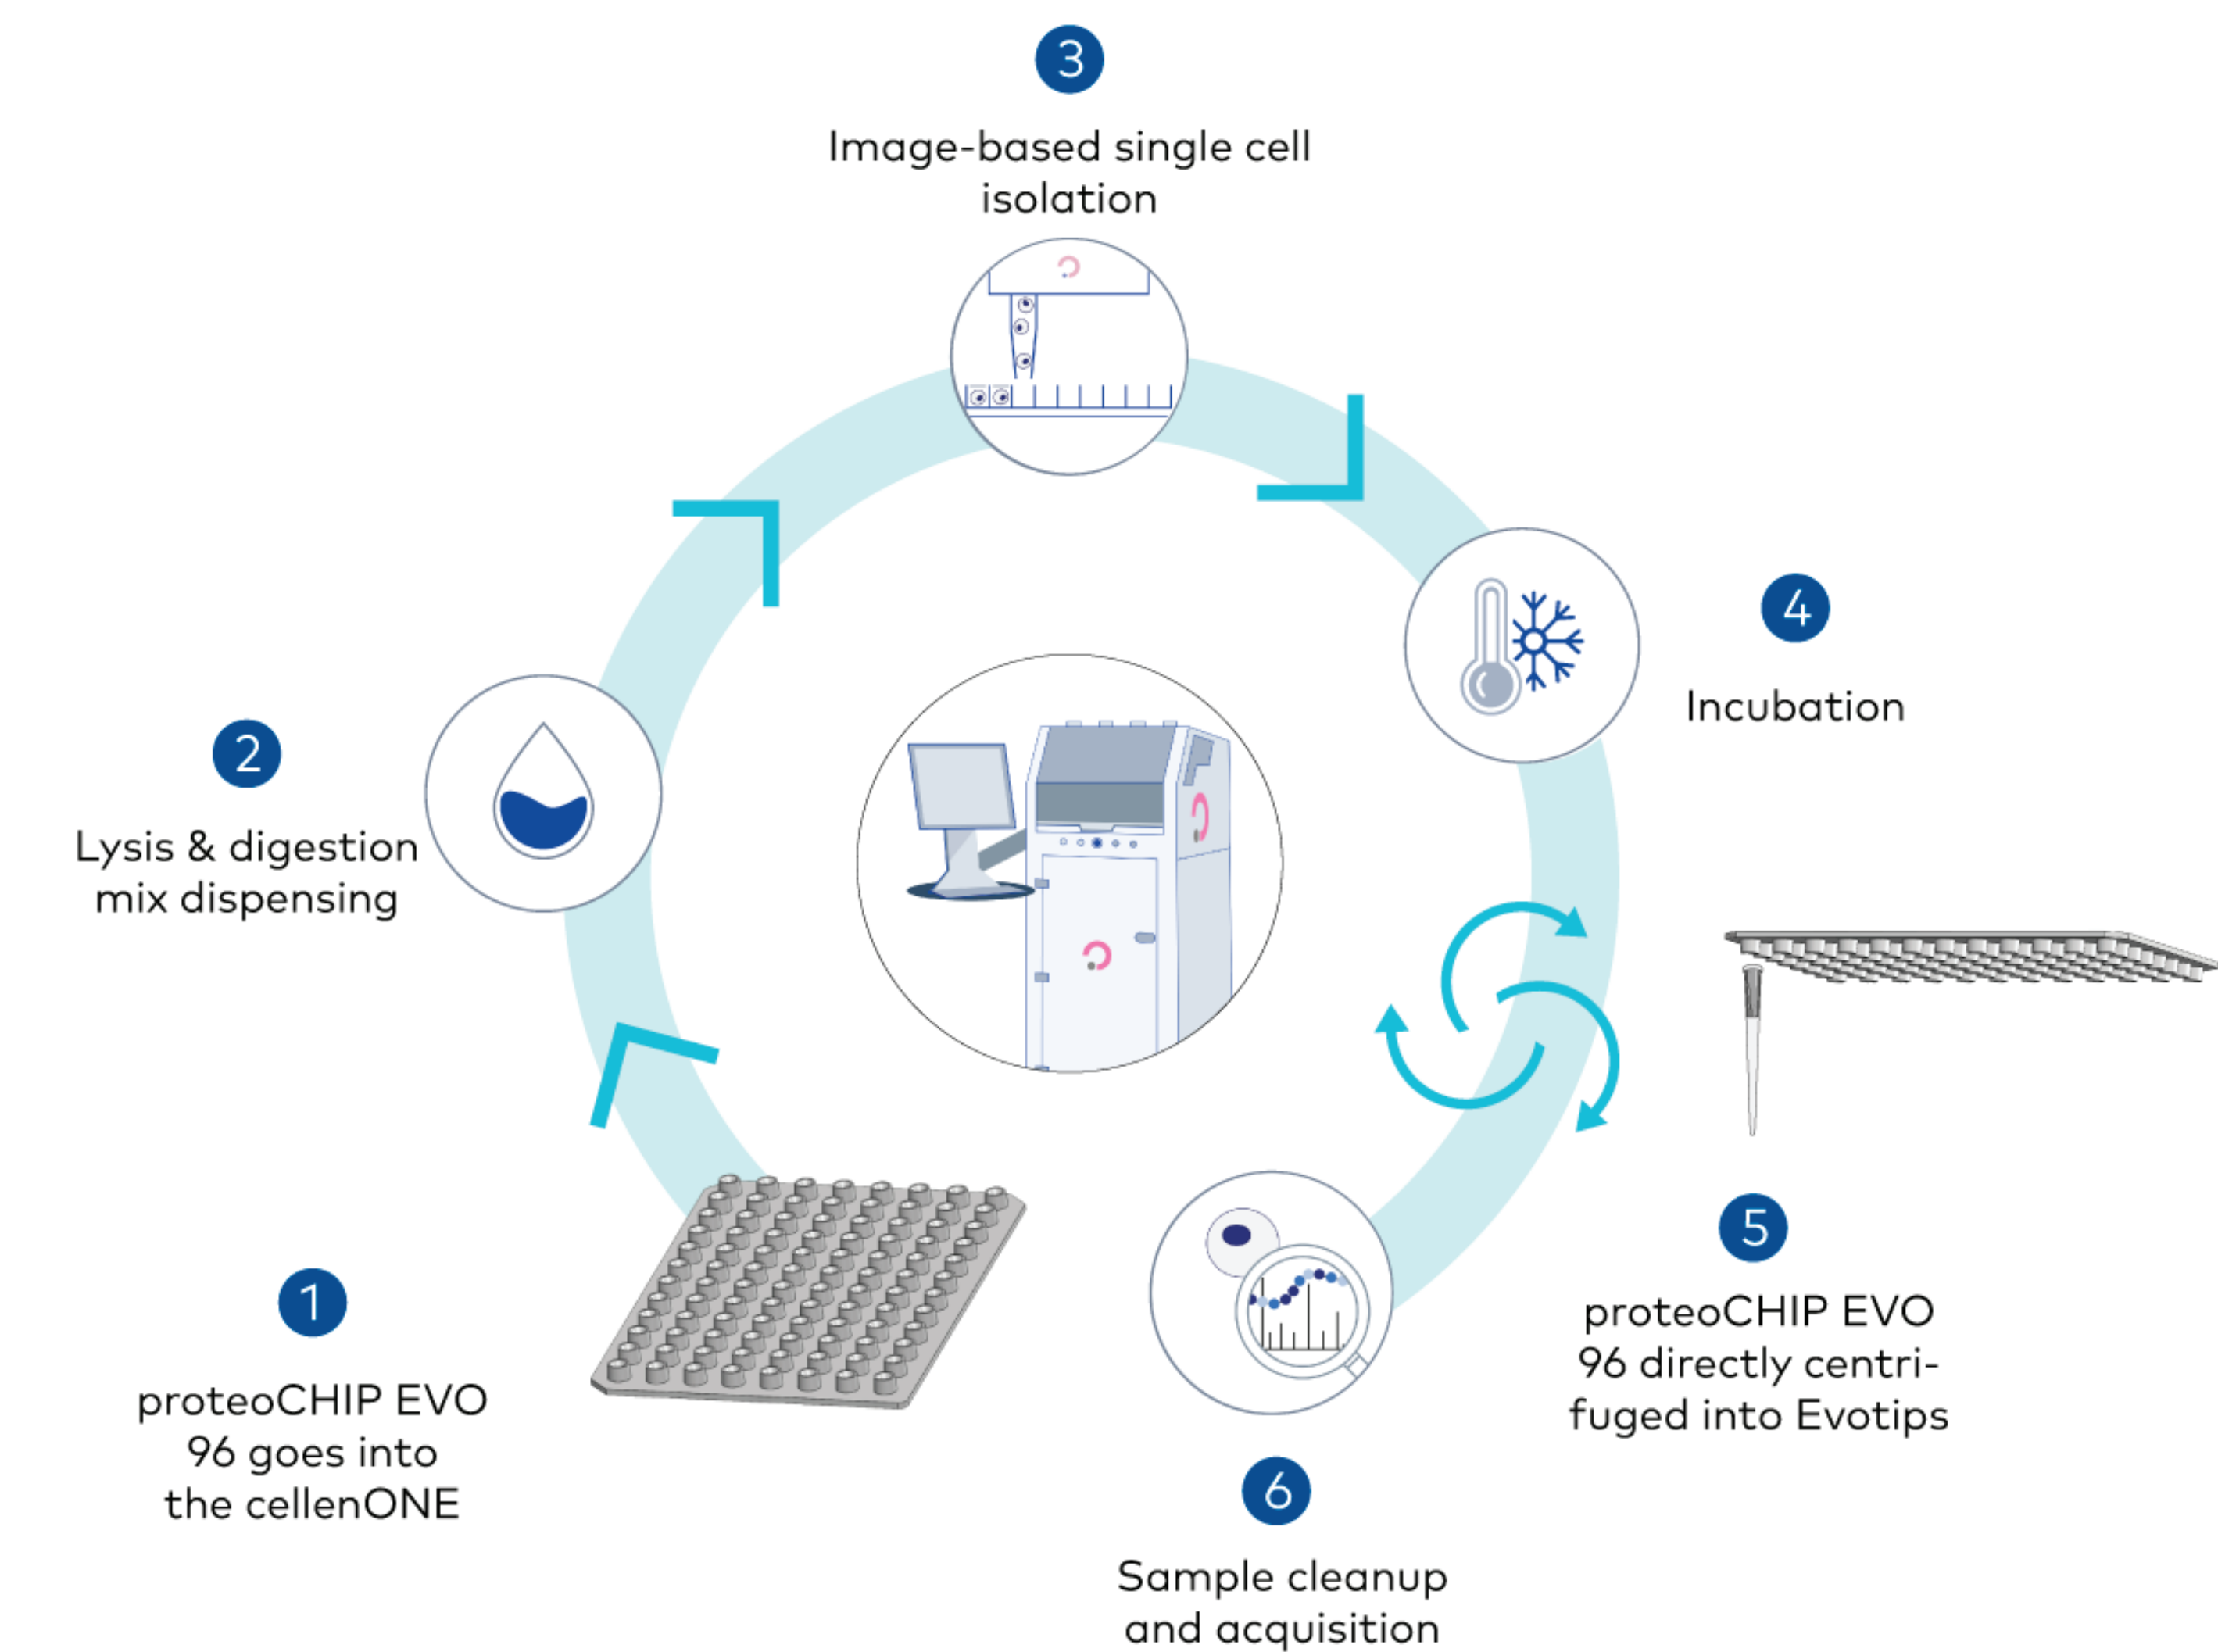 3
Image-based single cell
isolation
4
Incubation
2
Lysis & digestion
mix dispensing
5
proteoCHIP EVO
96 directly centri-
fuged into Evotips
1
proteoCHIP EVO
96 goes into
the cellenONE
6
Sample cleanup
and acquisition